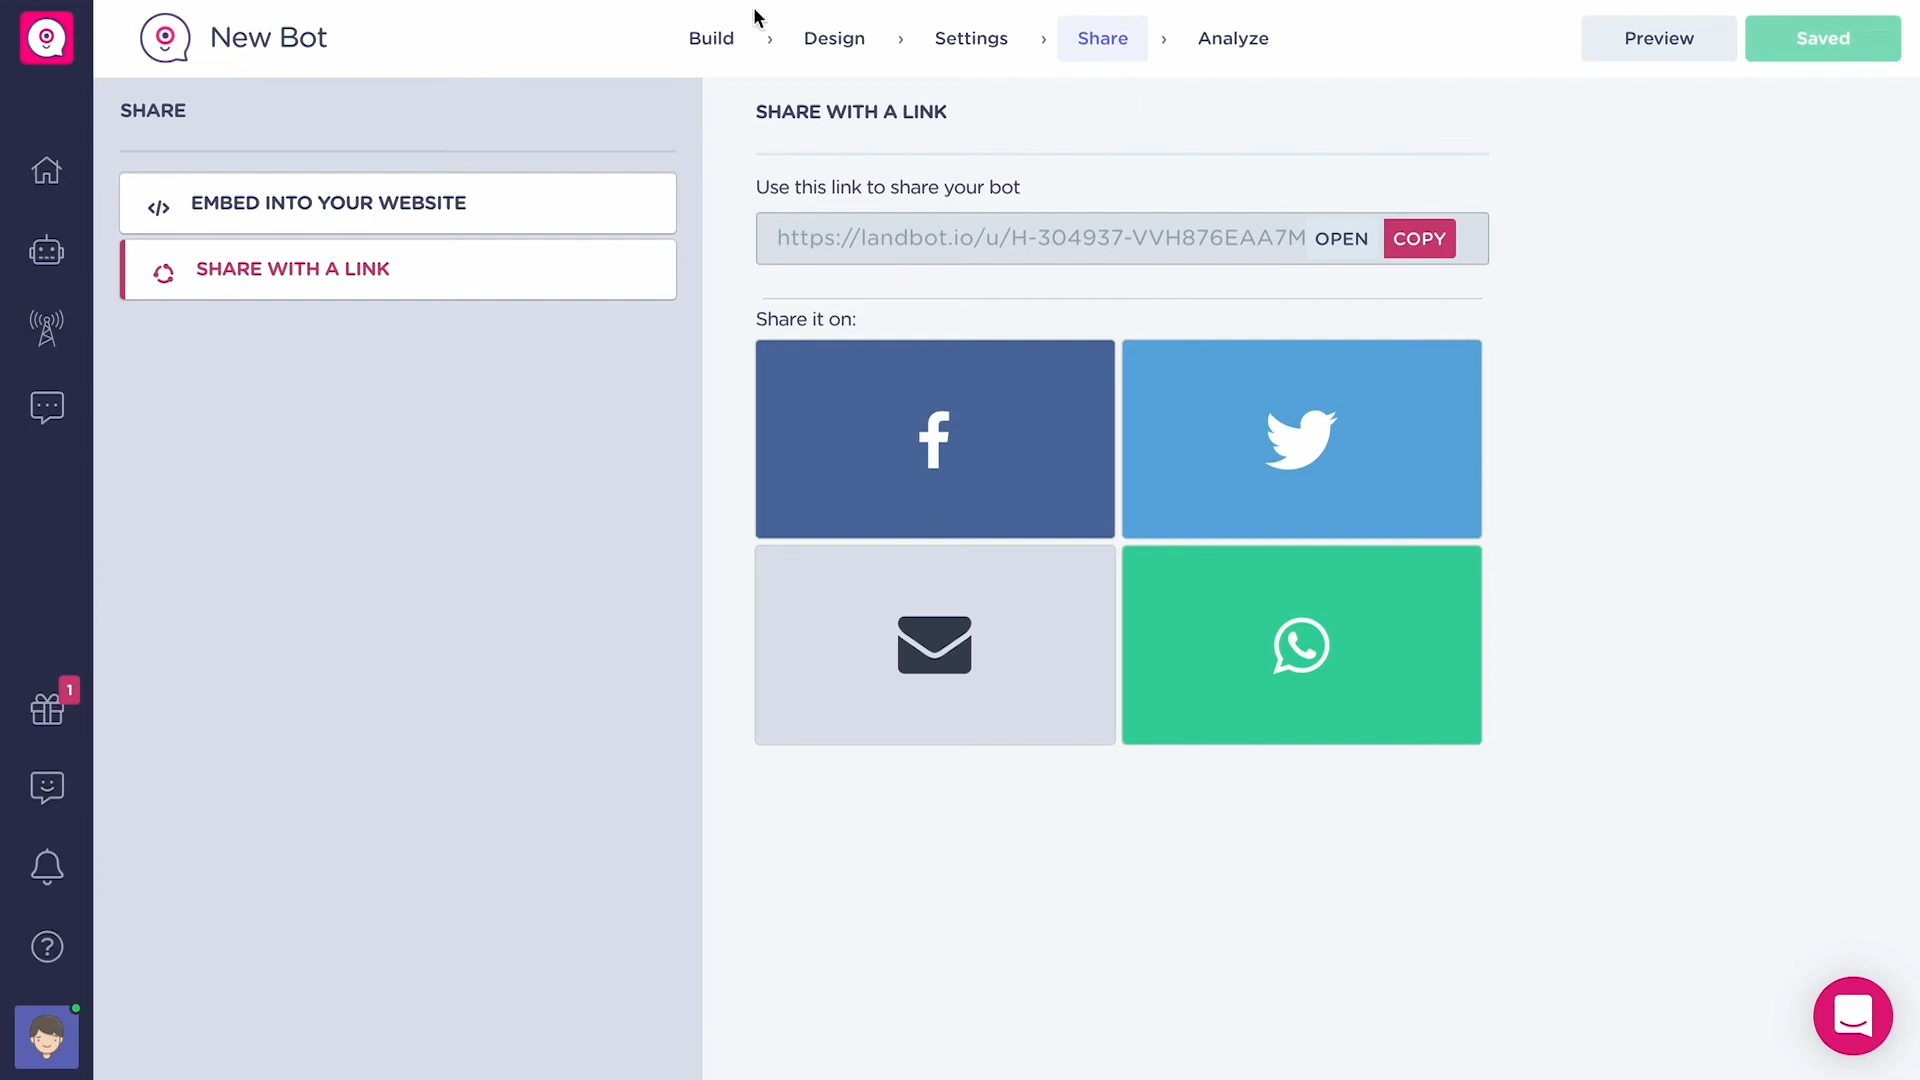 New Bot
Build
Design
Settings
Share
Analyze
Preview
Saved
SHARE
EMBED INTO YOUR WEBSITE
SHARE WITH A LINK
SHARE WITH A LINK
Use this link to share your bot
https://landbot.io/u/H-304937-VVH876EAA7M
OPEN
COPY
Share it on:
1